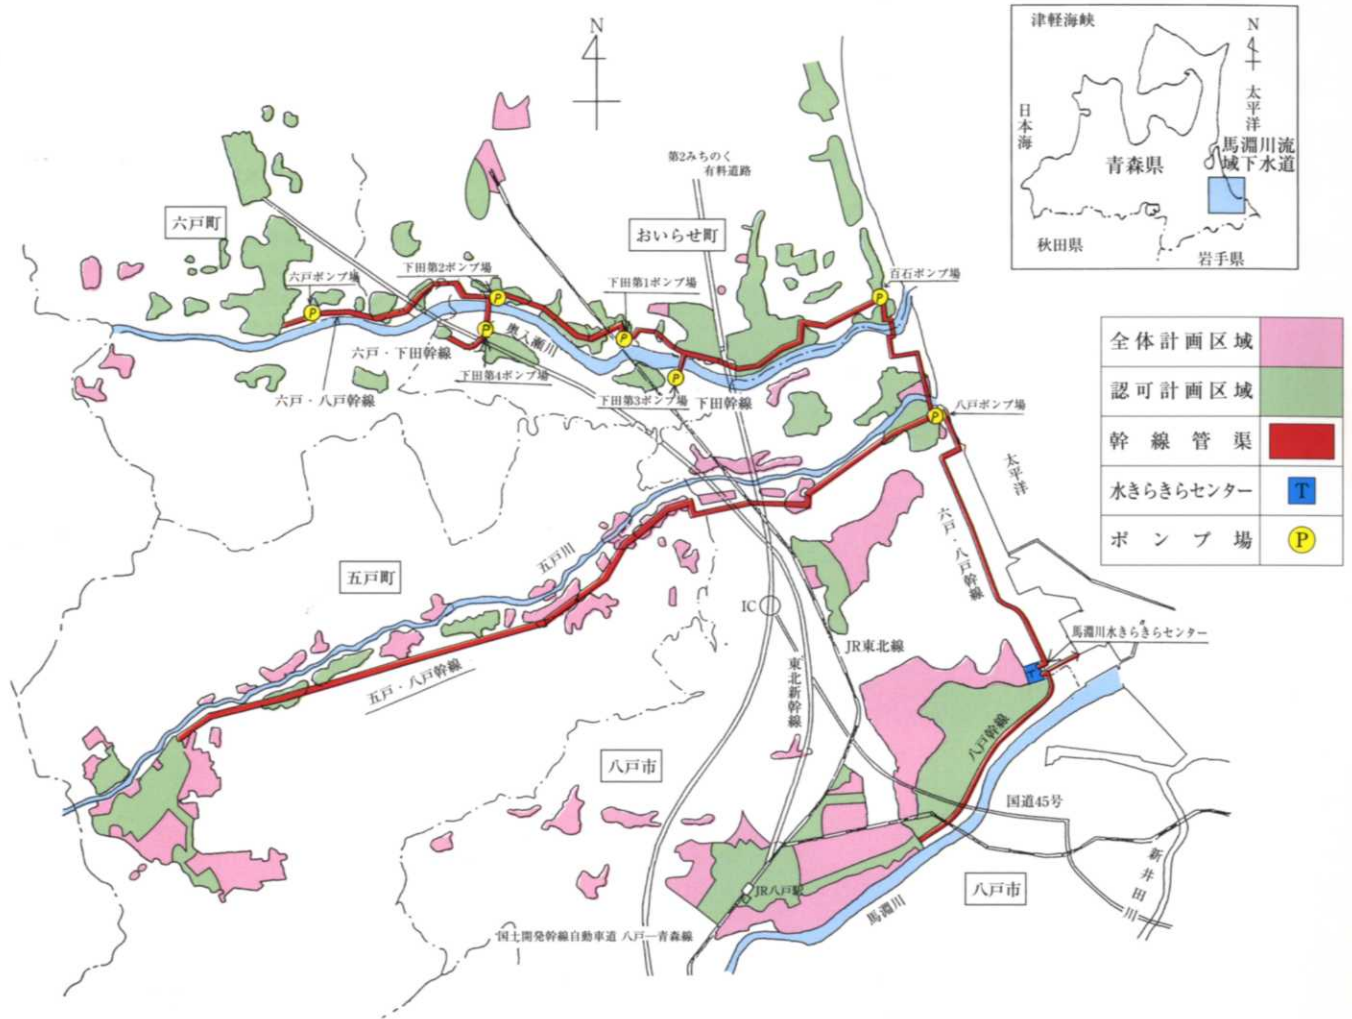 N
津軽海峡
N
太平洋
日本海
馬淵川流
域下水道
青森県
秋田県
岩手県
第2みちのく
有料道路
六戸町
おいらせ町
六戸ポンプ場
下田第2ポンプ場
下田第1ポンプ場
百石ポンプ場
P
P
P
P
P
P
奥入瀬川
六戸・下田幹線
下田第4ポンプ場
六戸・八戸幹線
下田第3ポンプ場
下田幹線
八戸ポンプ場
P
全体計画区域
認可計画区域
幹線管渠
水きらきらセンター
T
ポンプ場
P
太平洋
六戸・八戸幹線
五戸川
五戸町
IC
JR東北線
馬淵川水きらきらセンター
T
五戸・八戸幹線
東北新幹線
八戸幹線
八戸市
国道45号
新井田川
JR八戸駅
八戸市
馬淵川
国土開発幹線自動車道 八戸―青森線